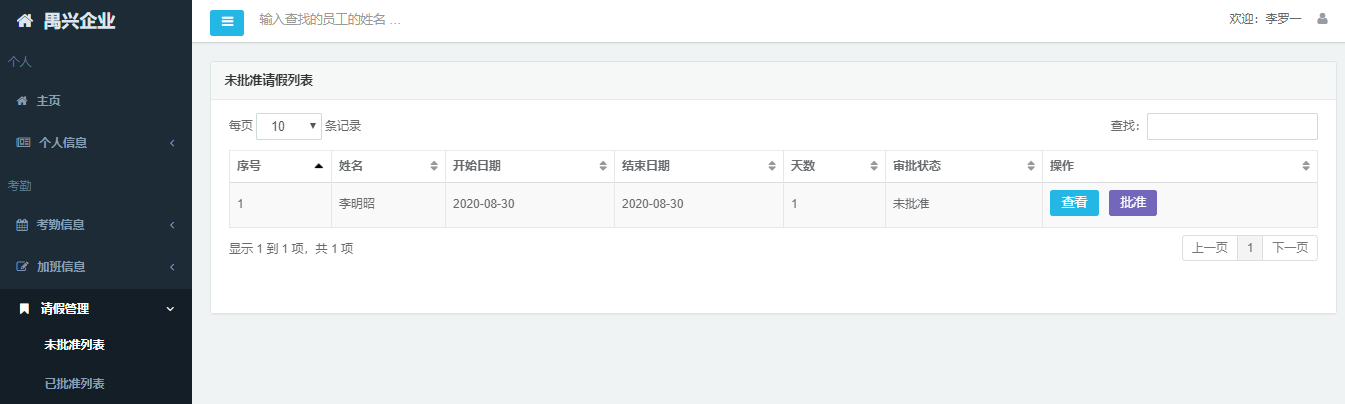 禺兴企业
输入查找的员工的姓名 ...
欢迎：李罗一
个人
主页
个人信息
考勤
考勤信息
加班信息
请假管理
未批准列表
已批准列表
未批准请假列表
每页 10 条记录
查找：
序号 姓名 开始日期 结束日期 天数 审批状态 操作
1 李明昭 2020-08-30 2020-08-30 1 未批准 查看 批准
显示 1 到 1 项，共 1 项
上一页 1 下一页